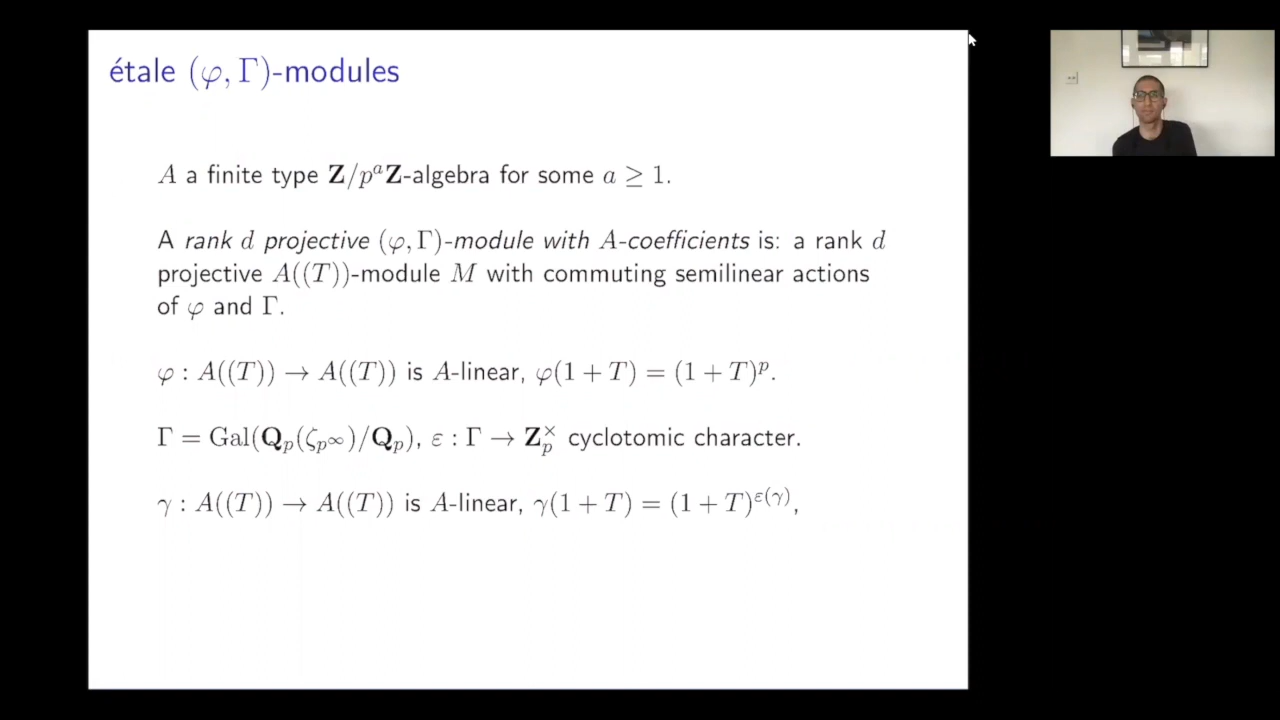 étale (φ, Γ)-modules
A a finite type Z/pᵃZ-algebra for some a ≥ 1.
A rank d projective (φ, Γ)-module with A-coefficients is: a rank d
projective A((T))-module M with commuting semilinear actions
of φ and Γ.
φ : A((T)) → A((T)) is A-linear, φ(1 + T) = (1 + T)ᵖ.
Γ = Gal(Q_p(ζ_{p^∞})/Q_p), ε : Γ → Z_p^× cyclotomic character.
γ : A((T)) → A((T)) is A-linear, γ(1 + T) = (1 + T)^{ε(γ)},